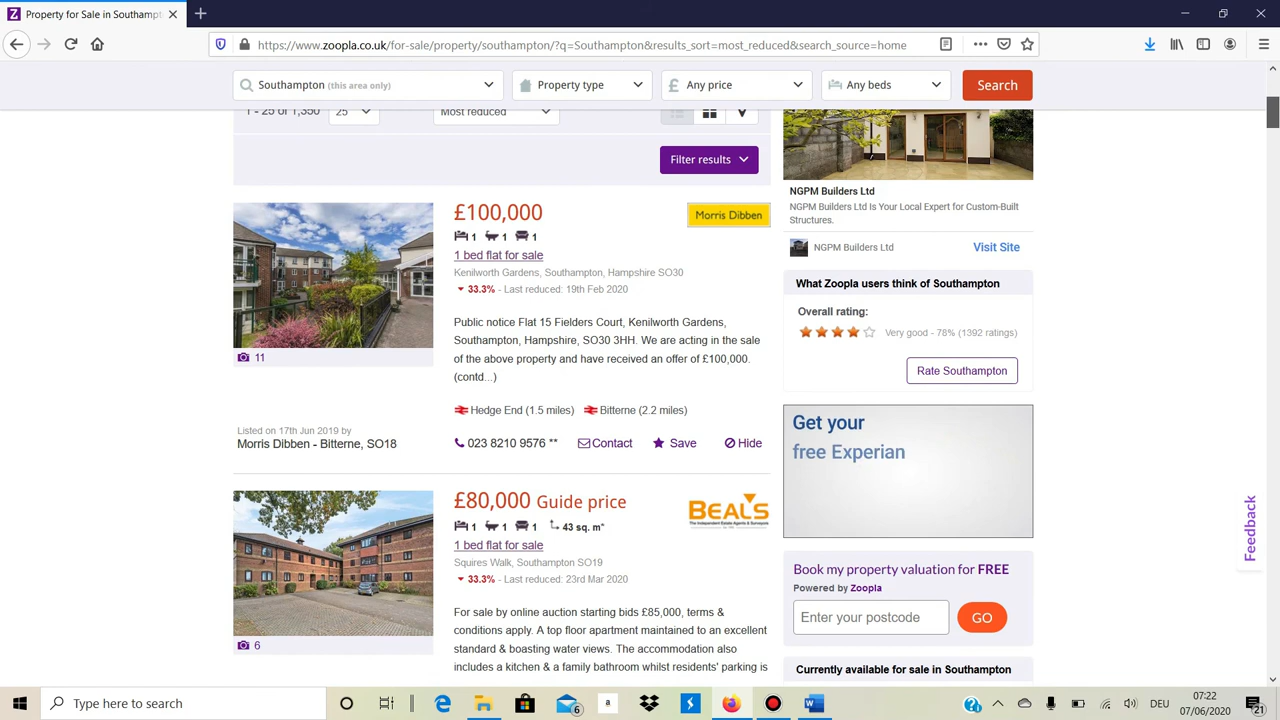 Property for Sale in Southampt
https://www.zoopla.co.uk/for-sale/property/southampton/?q=Southampton&results_sort=most_reduced&search_source=home
Southampton (this area only)
Property type
£ Any price
Any beds
Search
25
Most reduced
Filter results
£100,000
Morris Dibben
1 1 1
1 bed flat for sale
Kenilworth Gardens, Southampton, Hampshire SO30
33.3% - Last reduced: 19th Feb 2020
Public notice Flat 15 Fielders Court, Kenilworth Gardens,
Southampton, Hampshire, SO30 3HH. We are acting in the sale
of the above property and have received an offer of £100,000.
(contd...)
11
Hedge End (1.5 miles) Bitterne (2.2 miles)
Listed on 17th Jun 2019 by
Morris Dibben - Bitterne, SO18
023 8210 9576 ** Contact Save Hide
£80,000 Guide price
BEALS
The Independent Estate Agents & Surveyors
1 1 1 43 sq. m*
1 bed flat for sale
Squires Walk, Southampton SO19
33.3% - Last reduced: 23rd Mar 2020
For sale by online auction starting bids £85,000, terms &
conditions apply. A top floor apartment maintained to an excellent
standard & boasting water views. The accommodation also
includes a kitchen & a family bathroom whilst residents' parking is
6
NGPM Builders Ltd
NGPM Builders Ltd Is Your Local Expert for Custom-Built
Structures.
NGPM Builders Ltd
Visit Site
What Zoopla users think of Southampton
Overall rating:
Very good - 78% (1392 ratings)
Rate Southampton
Get your
free Experian
Feedback
Book my property valuation for FREE
Powered by Zoopla
Enter your postcode
GO
Currently available for sale in Southampton
Type here to search
6
a
DEU
07:22
07/06/2020
21